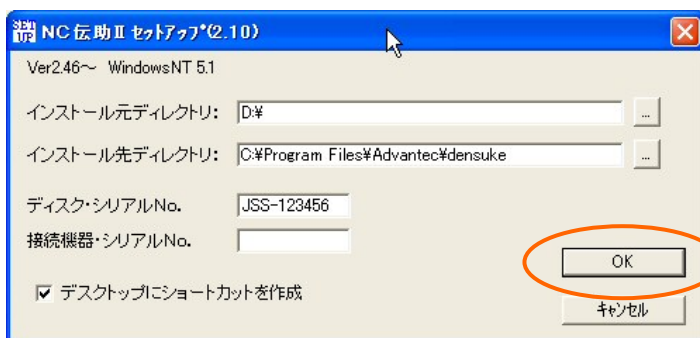 SET UP NC 伝助Ⅱ ｾｯﾄｱｯﾌﾟ(2.10)
Ver2.46～ WindowsNT 5.1
インストール元ディレクトリ: D:¥ ...
インストール先ディレクトリ: C:¥Program Files¥Advantec¥densuke ...
ディスク・シリアルNo. JSS-123456
接続機器・シリアルNo.
OK
デスクトップにショートカットを作成
ｷｬﾝｾﾙ